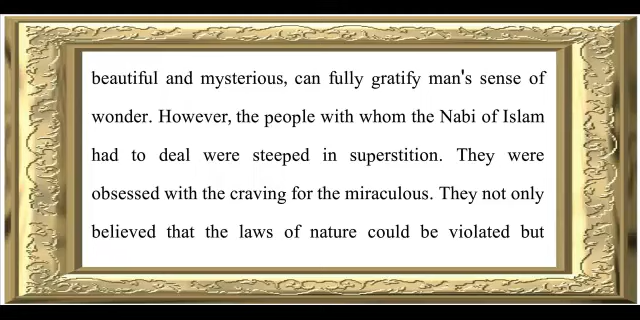 beautiful and mysterious, can fully gratify man's sense of
wonder. However, the people with whom the Nabi of Islam
had to deal were steeped in superstition. They were
obsessed with the craving for the miraculous. They not only
believed that the laws of nature could be violated but